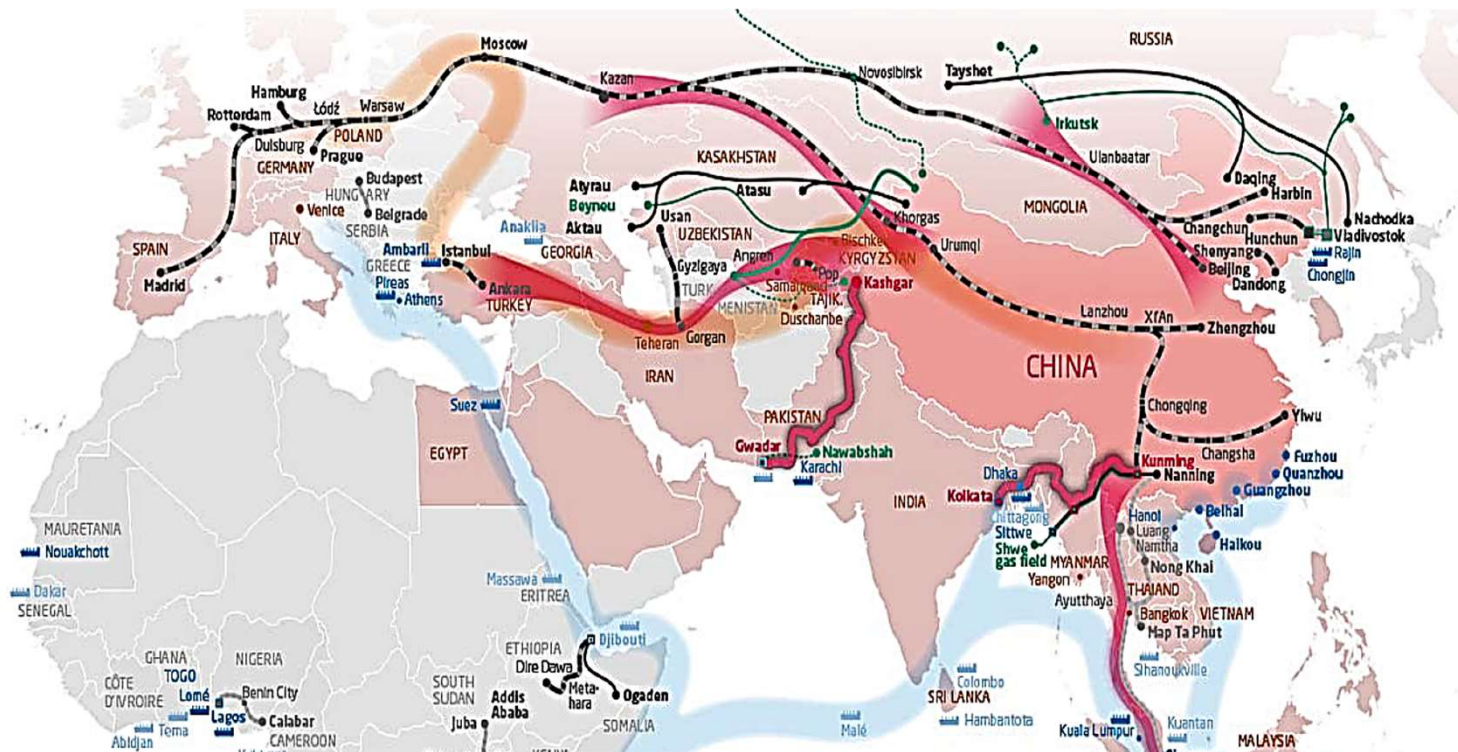 RUSSIA
Moscow
Kazan
Novosibirsk
Tayshet
Hamburg
Łódź
Warsaw
Rotterdam
POLAND
Duisburg
Prague
GERMANY
Irkutsk
Ulanbaatar
KASAKHSTAN
Budapest
HUNGARY
Atyrau
Beyneu
Atasu
Daqing
Harbin
Belgrade
SERBIA
Venice
ITALY
Usan
Aktau
UZBEKISTAN
Khorgas
MONGOLIA
Nachodka
Changchun
Vladivostok
Hunchun
SPAIN
Anaklia
GEORGIA
Ambarli
Istanbul
GREECE
Angren
Bischkek
KYRGYZSTAN
Urumqi
Shenyang
Rajin
Beijing
Chongjin
Dandong
Madrid
Pireas
Athens
Ankara
TURKEY
Gyzlgaya
TURK
MENISTAN
Pop
Samarkand
TAJIK.
Kashgar
Duschanbe
Teheran
Gorgan
Lanzhou
Xi'An
Zhengzhou
IRAN
CHINA
Suez
PAKISTAN
Chongqing
Yiwu
EGYPT
Gwadar
Nawabshah
Karachi
Changsha
Fuzhou
Kunming
Nanning
Quanzhou
Guangzhou
Dhaka
INDIA
Kolkata
Chittagong
Sittwe
Shwe
gas field
Hanoi
Luang
Namtha
Beihai
Haikou
MAURETANIA
Nouakchott
Nong Khai
MYANMAR
Yangon
THAILAND
Massawa
ERITREA
Ayutthaya
Bangkok
VIETNAM
Dakar
SENEGAL
Map Ta Phut
Djibouti
ETHIOPIA
Dire Dawa
Sihanoukville
GHANA
TOGO
NIGERIA
Colombo
SRI LANKA
CÔTE
D'IVROIRE
Lomé
Benin City
SOUTH
SUDAN
Addis
Ababa
Meta-
hara
Ogaden
Hambantota
Malé
Lagos
Juba
SOMALIA
Kuala Lumpur
Kuantan
Tema
Abidjan
Calabar
CAMEROON
MALAYSIA